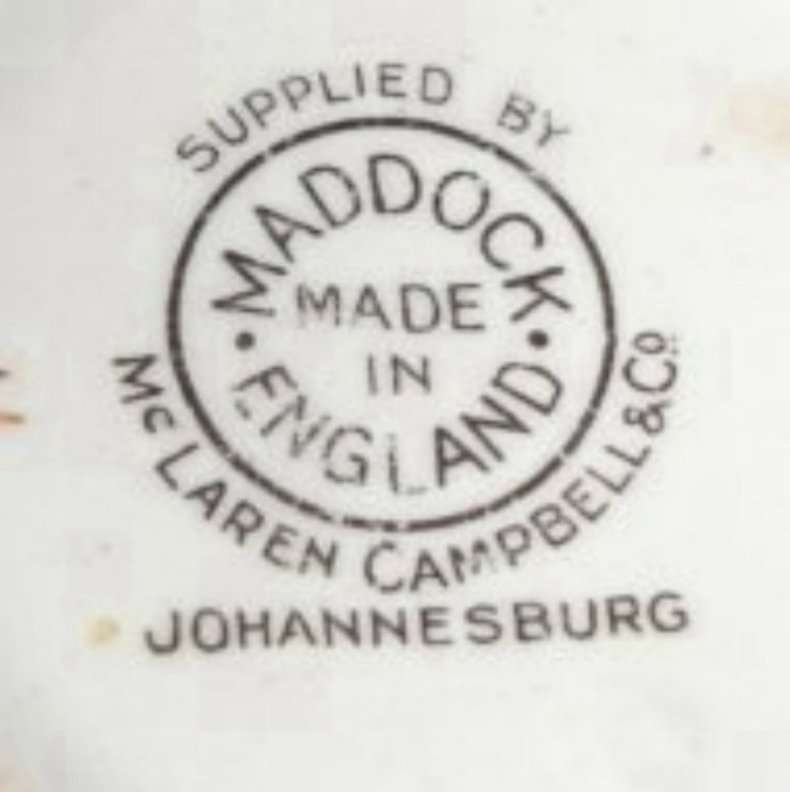 SUPPLIED BY
MADDOCK
MADE
IN
ENGLAND
McLAREN CAMPBELL & Co.
JOHANNESBURG